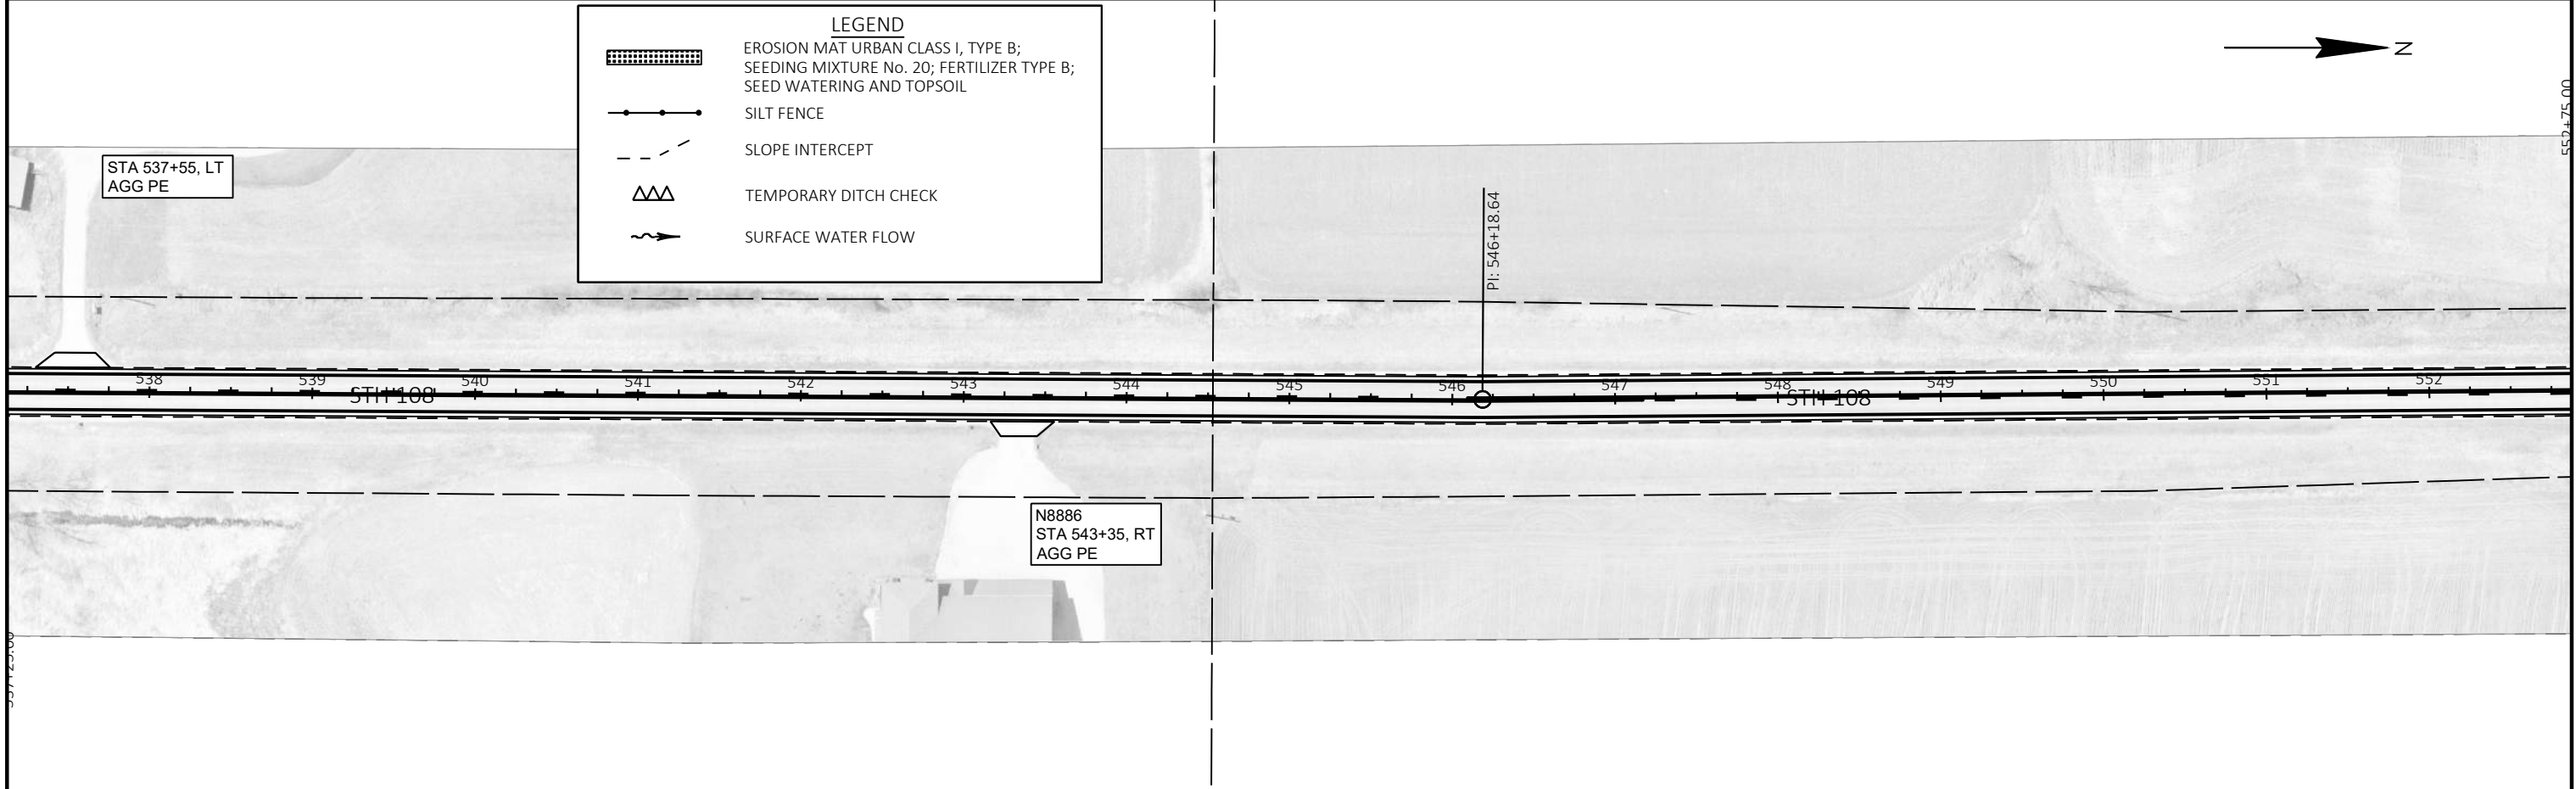 LEGEND
EROSION MAT URBAN CLASS I, TYPE B;
SEEDING MIXTURE No. 20; FERTILIZER TYPE B;
SEED WATERING AND TOPSOIL
SILT FENCE
SLOPE INTERCEPT
TEMPORARY DITCH CHECK
SURFACE WATER FLOW
N
552+75.00
STA 537+55, LT
AGG PE
PI: 546+18.64
538 539 540 541 542 543 544 545 546 547 548 549 550 551 552
STH 108
STH 108
N8886
STA 543+35, RT
AGG PE